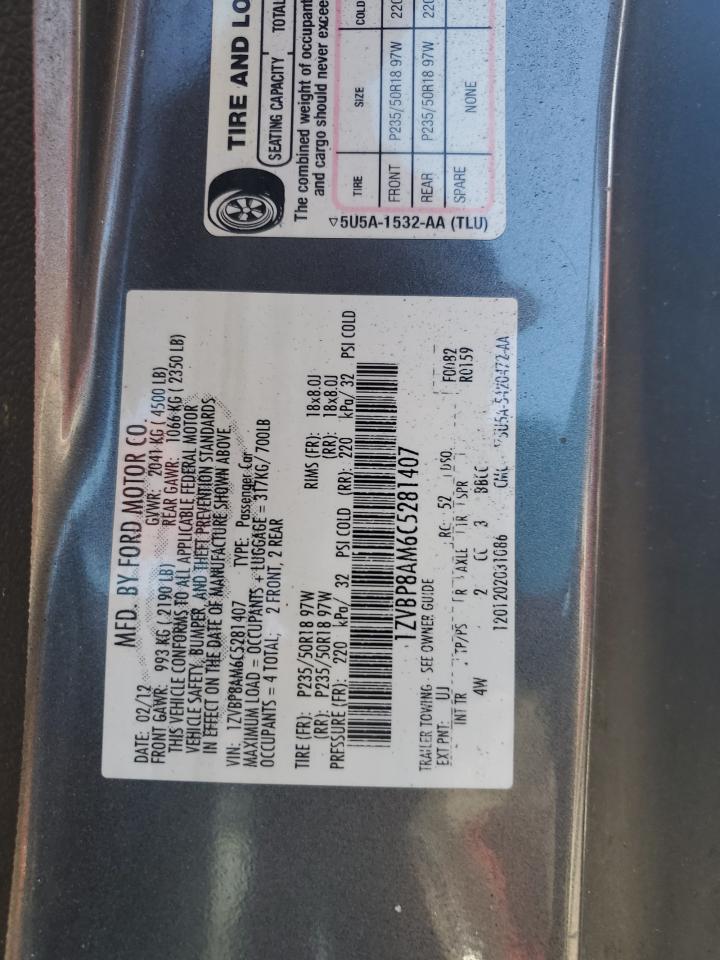 TIRE AND LO
SEATING CAPACITY TOTAL
The combined weight of occupant
and cargo should never exceed
TIRE SIZE COLD
FRONT P235/50R18 97W 220
REAR P235/50R18 97W 220
SPARE NONE
5U5A-1532-AA (TLU)
MFD. BY FORD MOTOR CO.
DATE: 02/12 GVWR: 2041 KG ( 4500 LB)
FRONT GAWR: 993 KG ( 2190 LB) REAR GAWR: 1066 KG ( 2350 LB)
THIS VEHICLE CONFORMS TO ALL APPLICABLE FEDERAL MOTOR
VEHICLE SAFETY, BUMPER, AND THEFT PREVENTION STANDARDS
IN EFFECT ON THE DATE OF MANUFACTURE SHOWN ABOVE.
VIN: 1ZVBP8AM6C5281407 TYPE: Passenger Car
MAXIMUM LOAD = OCCUPANTS + LUGGAGE = 317KG/ 700LB
OCCUPANTS = 4 TOTAL; 2 FRONT, 2 REAR
TIRE (FR): P235/50R18 97W RIMS (FR): 18x8.0J
(RR): P235/50R18 97W (RR): 18x8.0J
PRESSURE (FR): 220 kPa/ 32 PSI COLD (RR): 220 kPa/ 32 PSI COLD
1ZVBP8AM6C5281407
TRAILER TOWING - SEE OWNER GUIDE F0082
EXT PNT: UJ RC: 52 DSO: R0159
INT TR TP/PS R AXLE TR SPR
4W 2 CC 3 BBCC
1201202031086